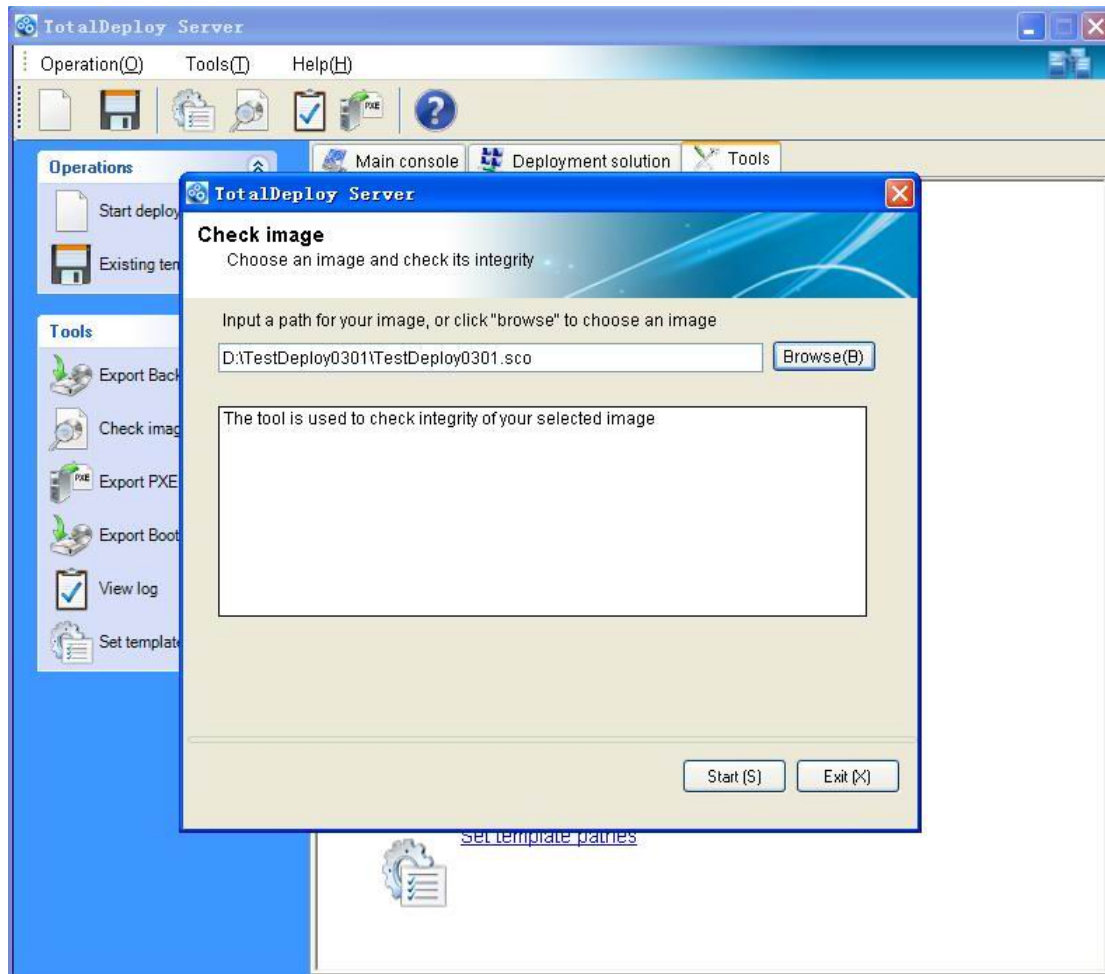 TotalDeploy Server
Operation(O) Tools(T) Help(H)
PXE
Main console Deployment solution Tools
Operations
Start deploy
Existing ten
Tools
Export Back
Check imag
PXE Export PXE
Export Boot
View log
Set template
TotalDeploy Server
Check image
Choose an image and check its integrity
Input a path for your image, or click "browse" to choose an image
D:\TestDeploy0301\TestDeploy0301.sco Browse(B)
The tool is used to check integrity of your selected image
Start (S) Exit (X)
Set template pathes